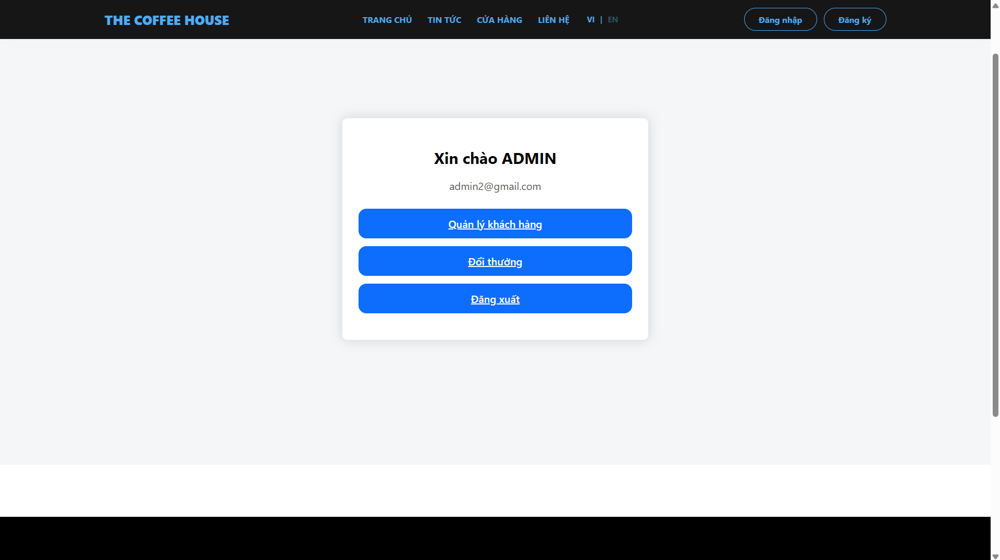 THE COFFEE HOUSE
TRANG CHỦ TIN TỨC CỬA HÀNG LIÊN HỆ VI | EN
Đăng nhập Đăng ký
Xin chào ADMIN
admin2@gmail.com
Quản lý khách hàng
Đổi thưởng
Đăng xuất